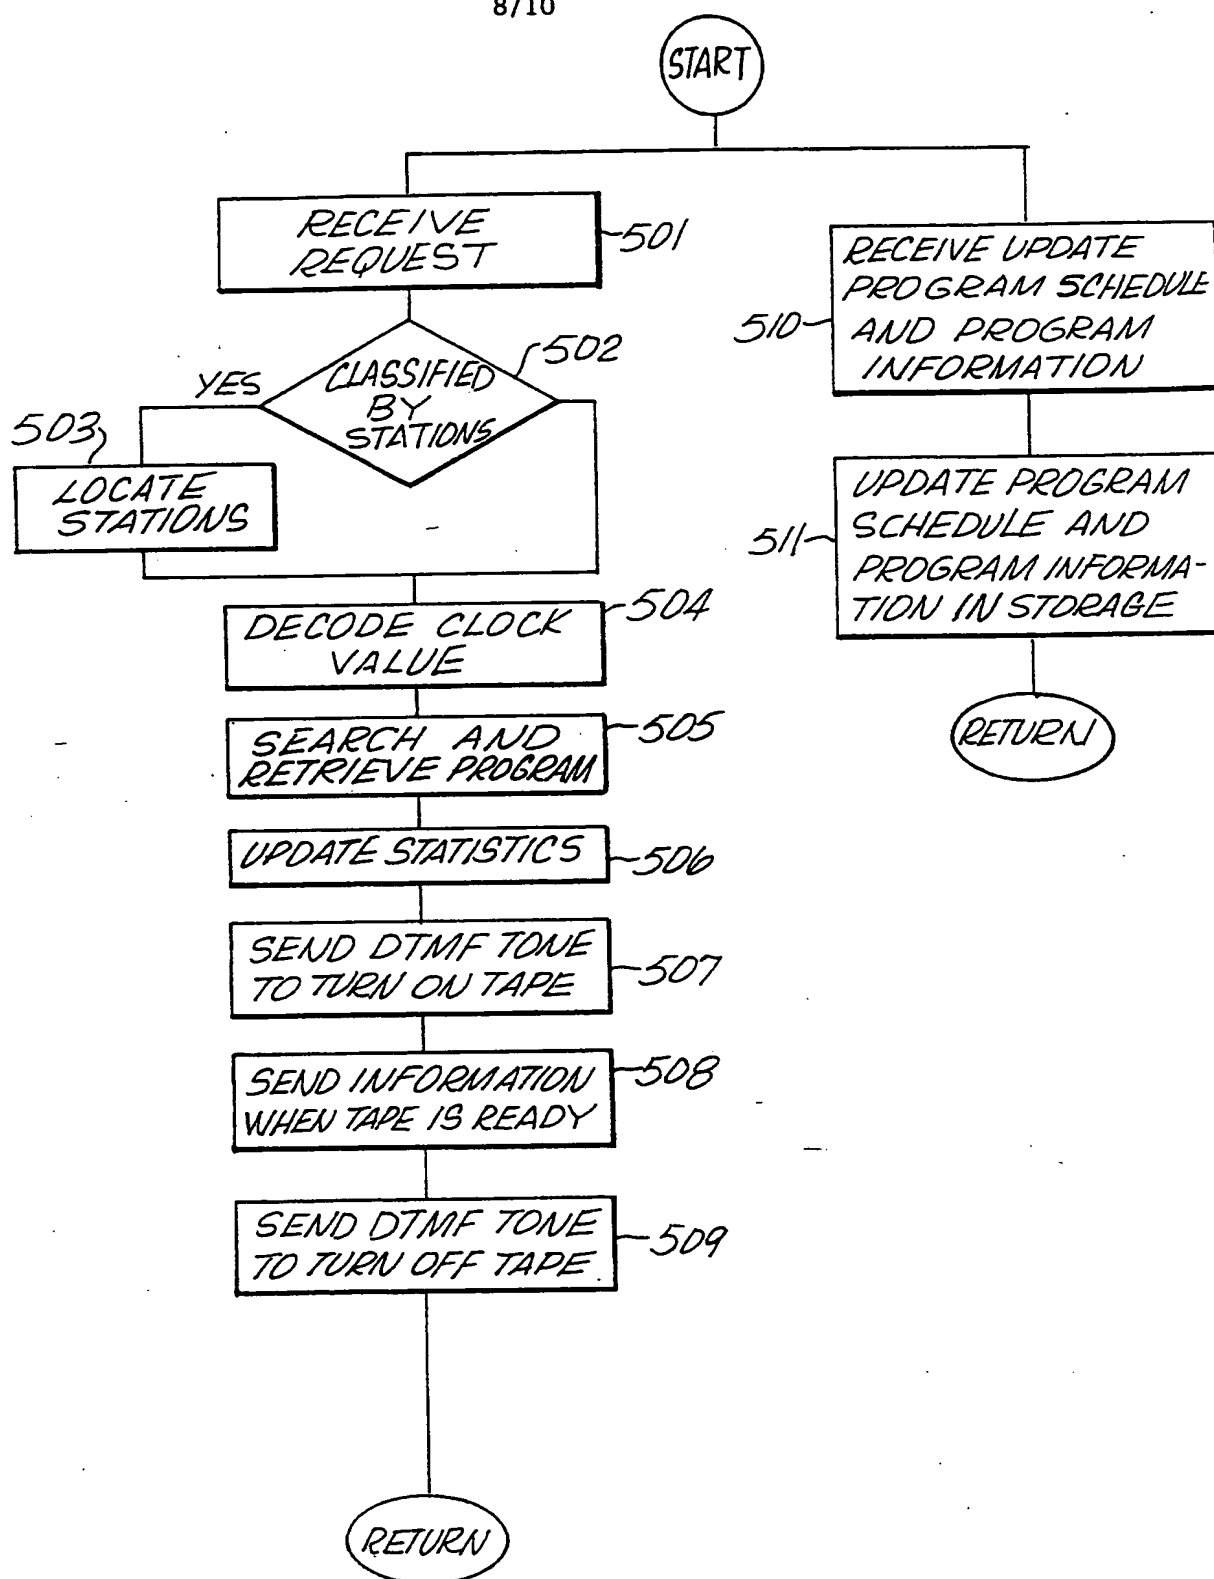 8/10
START
RECEIVE
REQUEST
501
CLASSIFIED
BY
STATIONS
502
YES
503
LOCATE
STATIONS
DECODE CLOCK
VALUE
504
SEARCH AND
RETRIEVE PROGRAM
505
UPDATE STATISTICS
506
SEND DTMF TONE
TO TURN ON TAPE
507
SEND INFORMATION
WHEN TAPE IS READY
508
SEND DTMF TONE
TO TURN OFF TAPE
509
RETURN
RECEIVE UPDATE
PROGRAM SCHEDULE
AND PROGRAM
INFORMATION
510
UPDATE PROGRAM
SCHEDULE AND
PROGRAM INFORMA-
TION IN STORAGE
511
RETURN